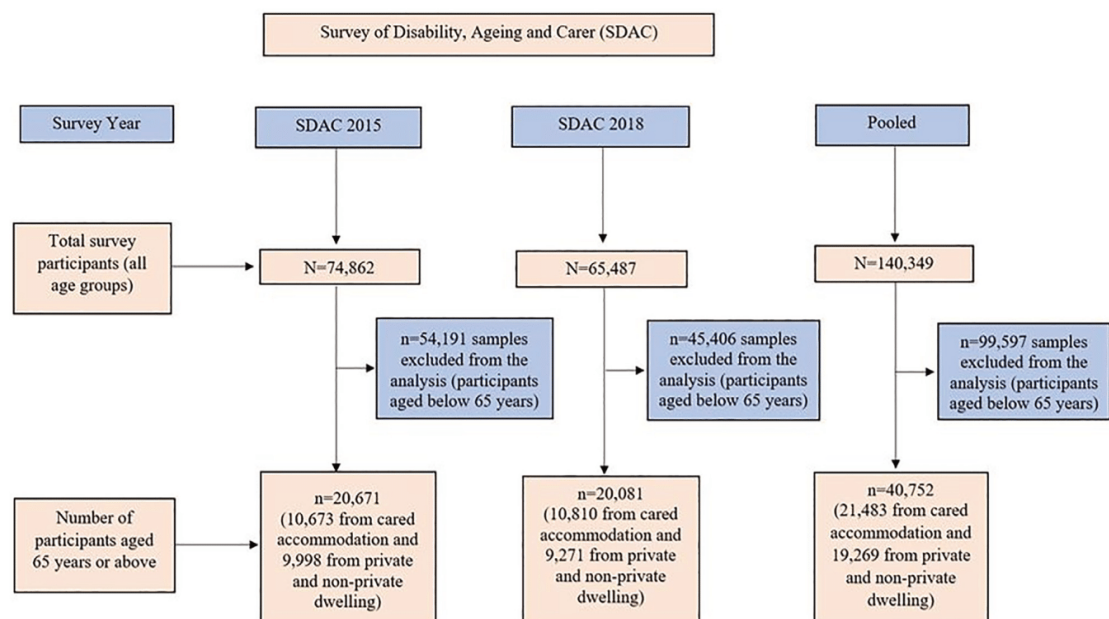 Survey of Disability, Ageing and Carer (SDAC)
Survey Year
SDAC 2015
SDAC 2018
Pooled
Total survey
participants (all
age groups)
N=74,862
N=65,487
N=140,349
n=54,191 samples
excluded from the
analysis (participants
aged below 65 years)
n=45,406 samples
excluded from the
analysis (participants
aged below 65 years)
n=99,597 samples
excluded from the
analysis (participants
aged below 65 years)
Number of
participants aged
65 years or above
n=20,671
(10,673 from cared
accommodation and
9,998 from private
and non-private
dwelling)
n=20,081
(10,810 from cared
accommodation and
9,271 from private
and non-private
dwelling)
n=40,752
(21,483 from cared
accommodation and
19,269 from private
and non-private
dwelling)